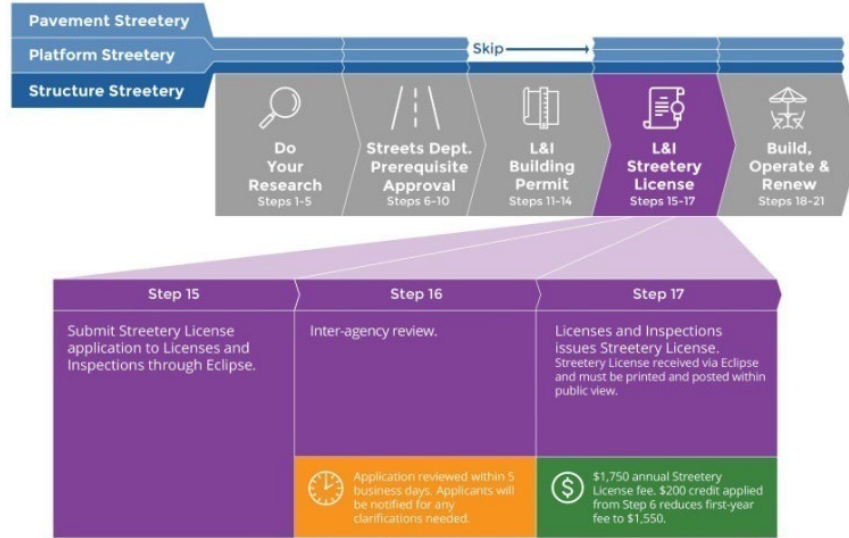 Pavement Streetery
Platform Streetery
Skip
Structure Streetery
Do
Your
Research
Steps 1-5
Streets Dept.
Prerequisite
Approval
Steps 6-10
L&I
Building
Permit
Steps 11-14
L&I
Streetery
License
Steps 15-17
Build,
Operate &
Renew
Steps 18-21
Step 15
Submit Streetery License
application to Licenses and
Inspections through Eclipse.
Step 16
Inter-agency review.
Application reviewed within 5
business days. Applicants will
be notified for any
clarifications needed.
Step 17
Licenses and Inspections
issues Streetery License.
Streetery License received via Eclipse
and must be printed and posted within
public view.
$
$1,750 annual Streetery
License fee. $200 credit applied
from Step 6 reduces first-year
fee to $1,550.